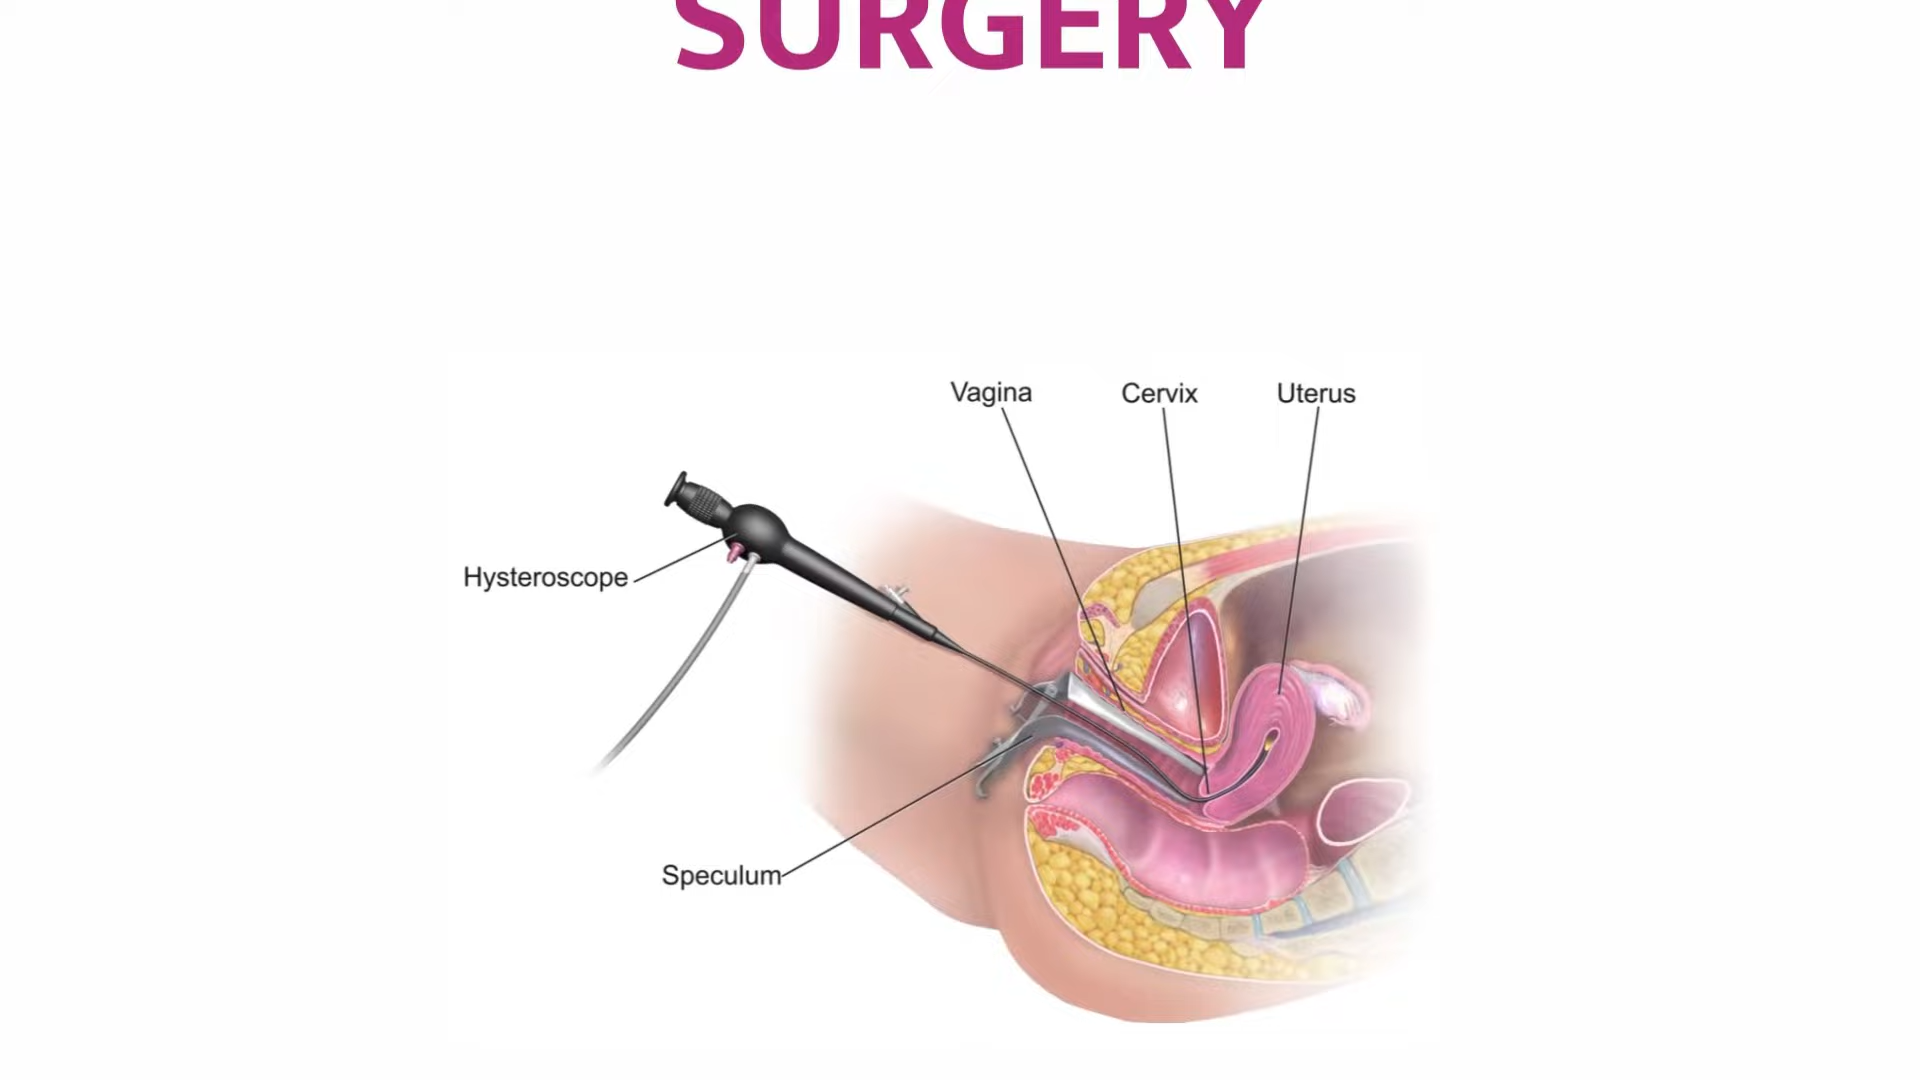 SURGERY
Vagina
Cervix
Uterus
Hysteroscope
Speculum